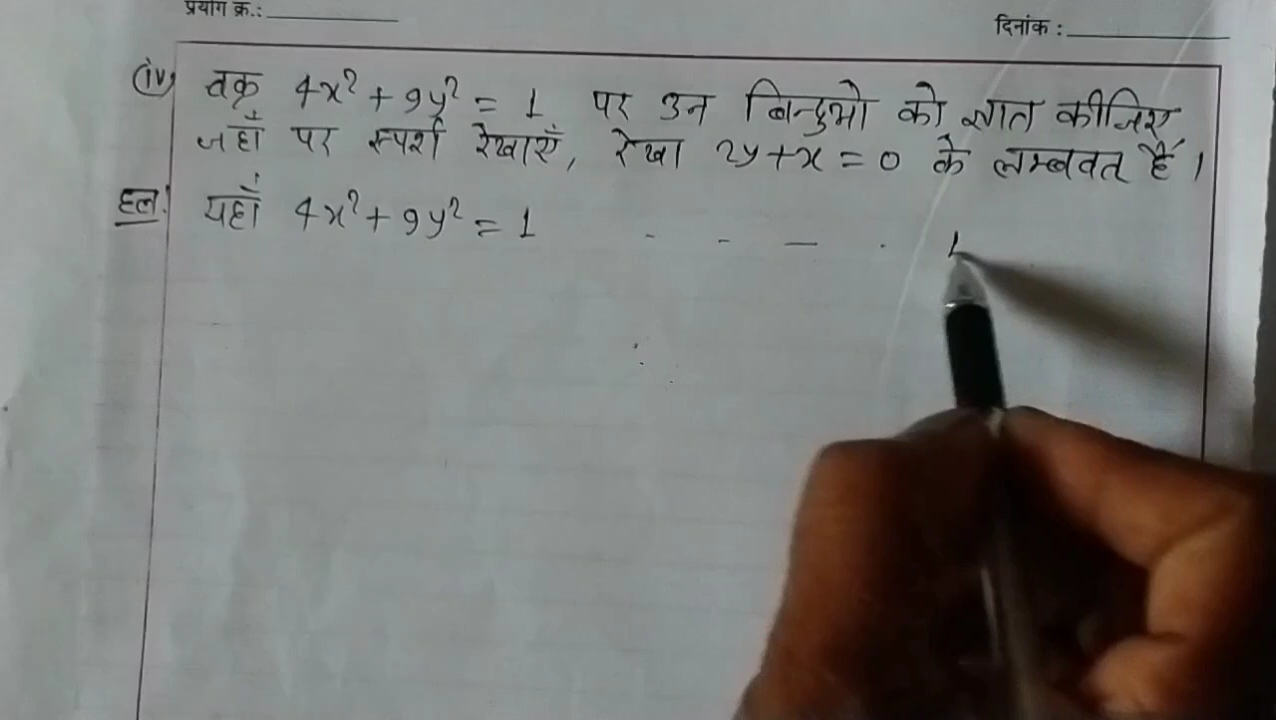 प्रयोग क्र.:
दिनांक :
(iv) वक्र 4x² + 9y² = 1 पर उन बिन्दुओ को ज्ञात कीजिए
जहाँ पर स्पर्श रेखाएँ, रेखा 2y+x = 0 के लम्बवत हैं।
हल: यहाँ 4x² + 9y² = 1 - - - . 1